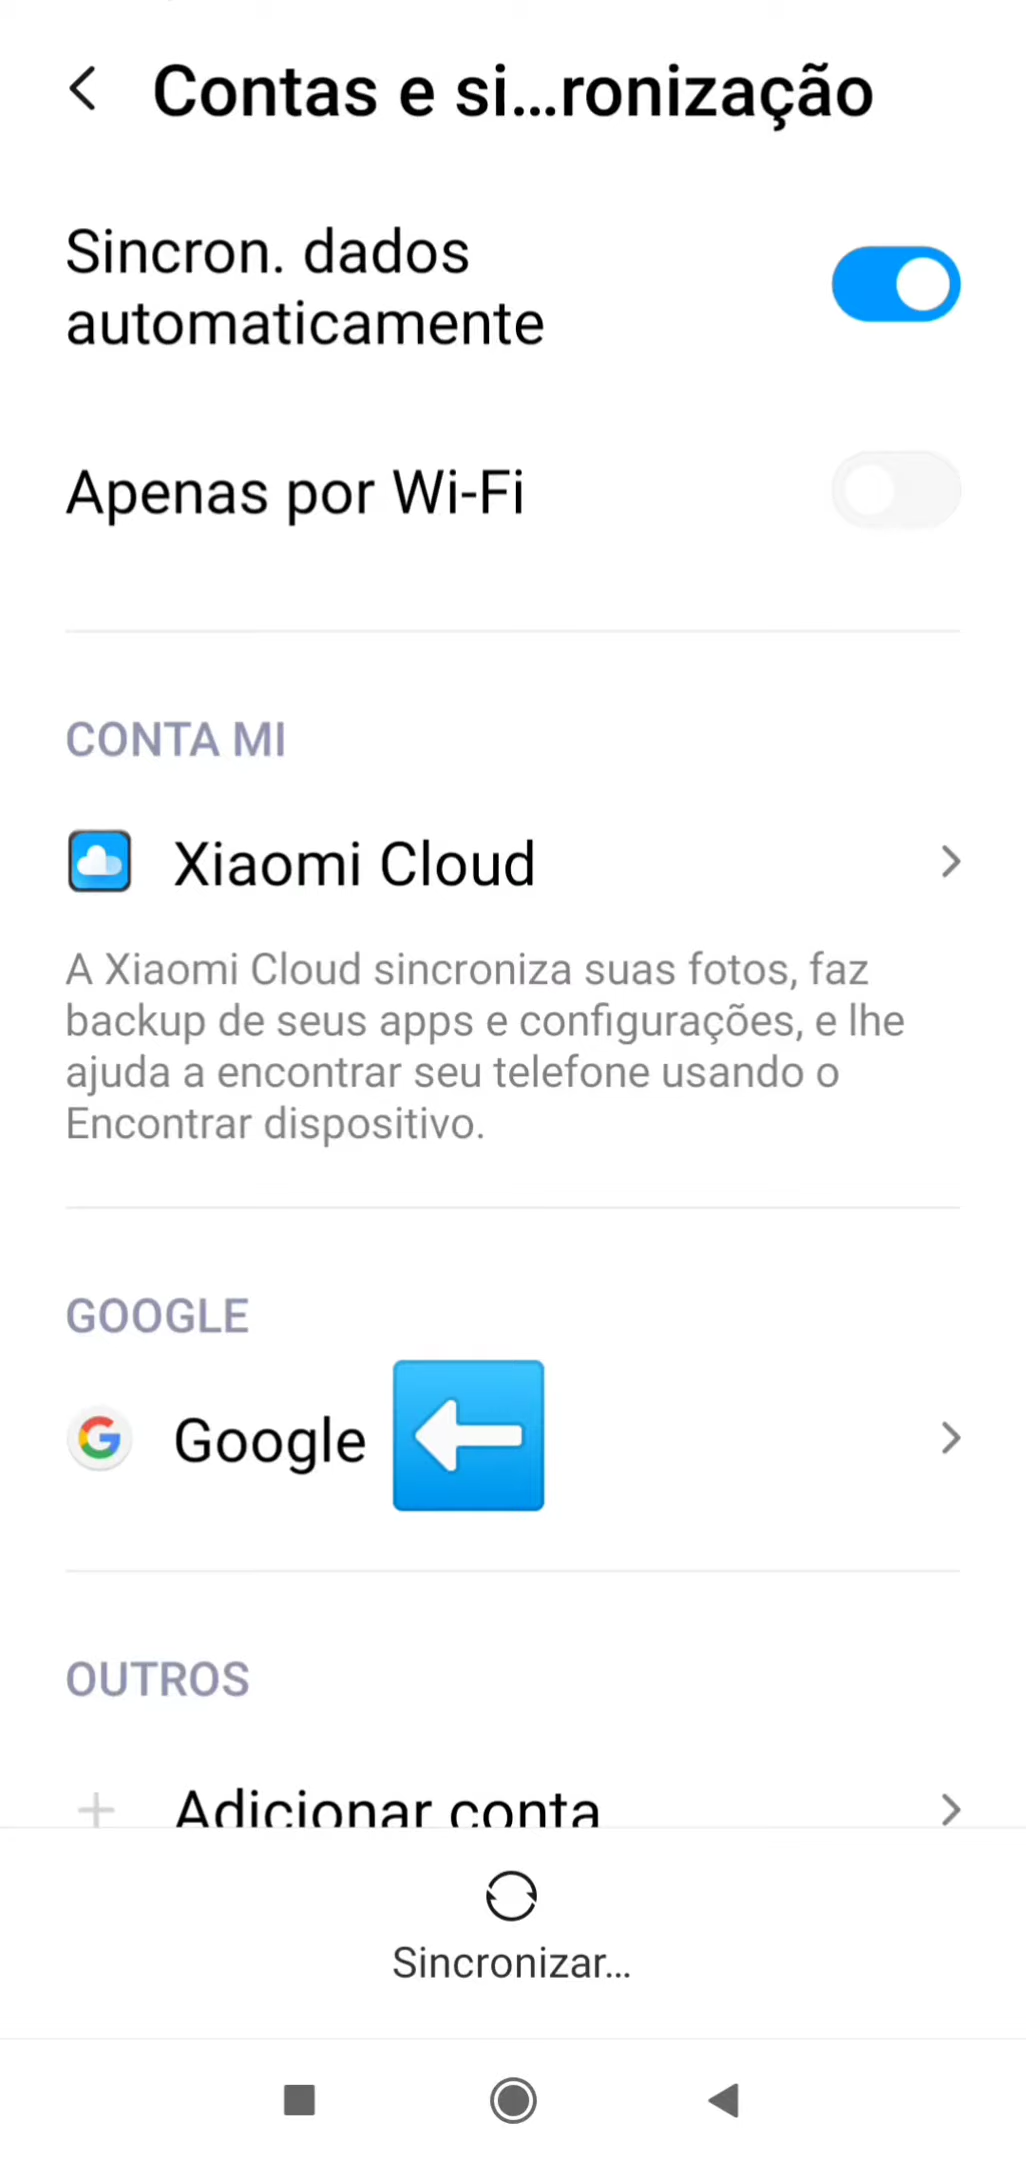 Contas e si...ronização
Sincron. dados
automaticamente
Apenas por Wi-Fi
CONTA MI
Xiaomi Cloud
A Xiaomi Cloud sincroniza suas fotos, faz
backup de seus apps e configurações, e lhe
ajuda a encontrar seu telefone usando o
Encontrar dispositivo.
GOOGLE
Google
OUTROS
Adicionar conta
Sincronizar...